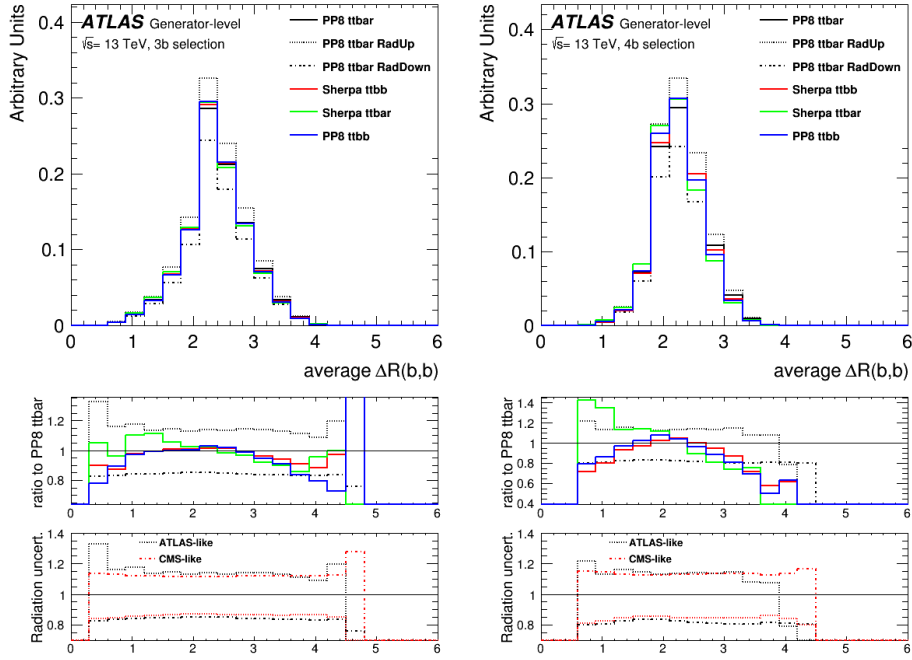 ATLAS Generator-level
√s= 13 TeV, 3b selection
PP8 ttbar
PP8 ttbar RadUp
PP8 ttbar RadDown
Sherpa ttbb
Sherpa ttbar
PP8 ttbb
Arbitrary Units
0.4
0.3
0.2
0.1
0
0 1 2 3 4 5 6
average ΔR(b,b)
ratio to PP8 ttbar
1.2
1
0.8
0 1 2 3 4 5 6
Radiation uncert.
ATLAS-like
CMS-like
1.4
1.2
1
0.8
0 1 2 3 4 5 6
ATLAS Generator-level
√s= 13 TeV, 4b selection
PP8 ttbar
PP8 ttbar RadUp
PP8 ttbar RadDown
Sherpa ttbb
Sherpa ttbar
PP8 ttbb
Arbitrary Units
0.4
0.3
0.2
0.1
0
0 1 2 3 4 5 6
average ΔR(b,b)
ratio to PP8 ttbar
1.4
1.2
1
0.8
0.6
0.4
0 1 2 3 4 5 6
Radiation uncert.
ATLAS-like
CMS-like
1.4
1.2
1
0.8
0 1 2 3 4 5 6